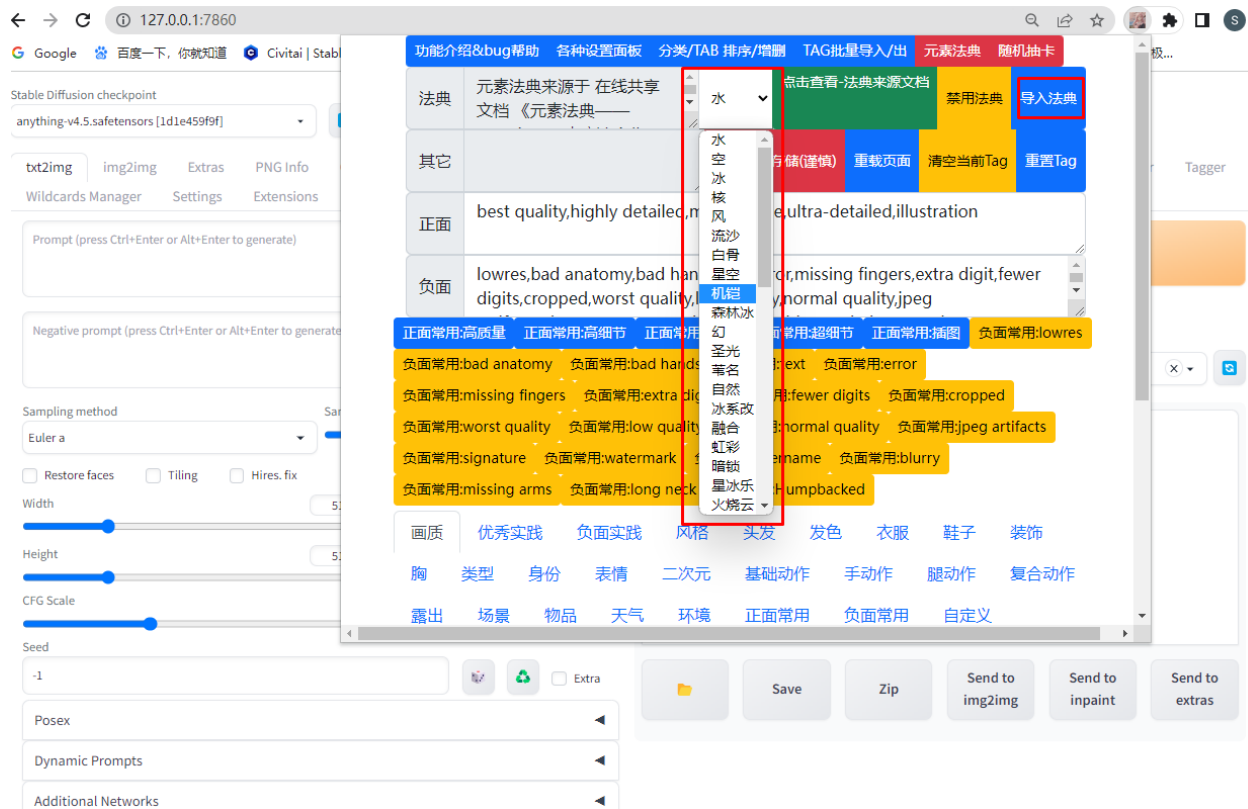 127.0.0.1:7860
S
Google 百度一下，你就知道 Civitai | Stabl
极...
功能介绍&bug帮助 各种设置面板 分类/TAB 排序/增删 TAG批量导入/出 元素法典 随机抽卡
法典
元素法典来源于 在线共享
文档 《元素法典——
水
点击查看-法典来源文档
禁用法典
导入法典
Stable Diffusion checkpoint
anything-v4.5.safetensors [1d1e459f9f]
其它
储(谨慎)
重载页面
清空当前Tag
重置Tag
水
空
冰
核
风
流沙
白骨
星空
机铠
森林冰
幻
圣光
苇名
自然
冰系改
融合
虹彩
暗锁
星冰乐
火烧云
txt2img img2img Extras PNG Info
Tagger
Wildcards Manager Settings Extensions
正面
best quality,highly detailed,m e,ultra-detailed,illustration
Prompt (press Ctrl+Enter or Alt+Enter to generate)
负面
lowres,bad anatomy,bad han or,missing fingers,extra digit,fewer
digits,cropped,worst quality,l y,normal quality,jpeg
Negative prompt (press Ctrl+Enter or Alt+Enter to generate
正面常用:高质量 正面常用:高细节 正面常 常用:超细节 正面常用:插图 负面常用:lowres
负面常用:bad anatomy 负面常用:bad hands :text 负面常用:error
负面常用:missing fingers 负面常用:extra dig 用:fewer digits 负面常用:cropped
负面常用:worst quality 负面常用:low quality :normal quality 负面常用:jpeg artifacts
负面常用:signature 负面常用:watermark ername 负面常用:blurry
负面常用:missing arms 负面常用:long neck Humpbacked
Sampling method
Sar
Euler a
Restore faces Tiling Hires. fix
Width
Height
CFG Scale
Seed
-1
Extra
画质 优秀实践 负面实践 风格 头发 发色 衣服 鞋子 装饰
胸 类型 身份 表情 二次元 基础动作 手动作 腿动作 复合动作
露出 场景 物品 天气 环境 正面常用 负面常用 自定义
Save
Zip
Send to
img2img
Send to
inpaint
Send to
extras
Posex
Dynamic Prompts
Additional Networks